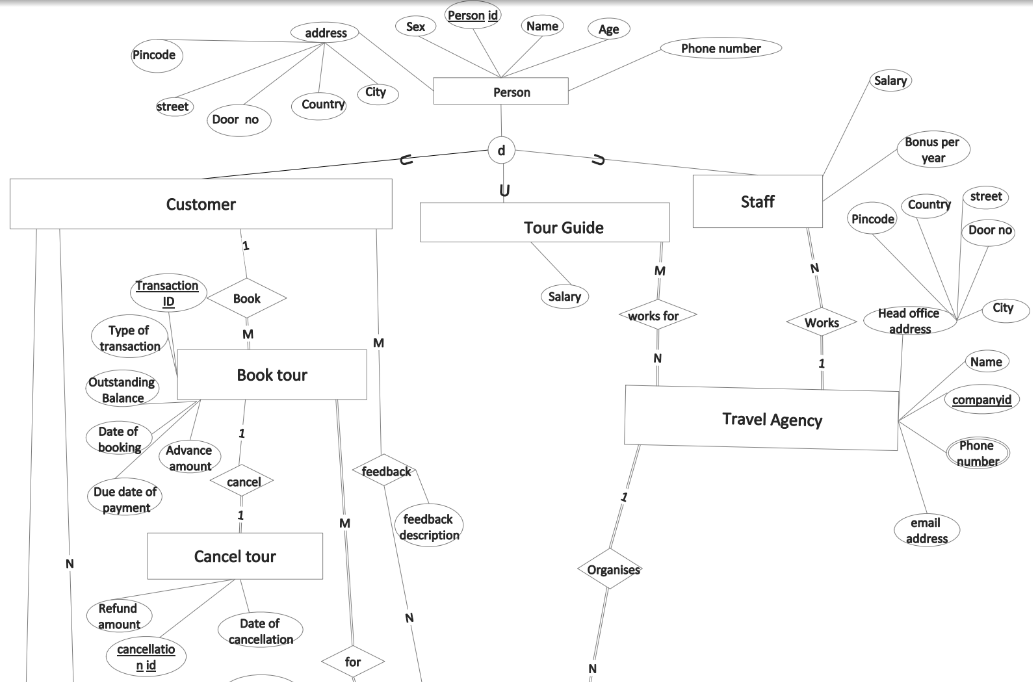 Person id
Sex
Name
Age
address
Phone number
Pincode
street
Door no
Country
City
Person
d
U
U
U
Salary
Bonus per
year
Customer
Tour Guide
Staff
Pincode
Country
street
Door no
City
Head office
address
1
Book
M
Transaction
ID
Type of
transaction
Outstanding
Balance
Date of
booking
Due date of
payment
Advance
amount
Book tour
Salary
M
works for
N
N
Works
1
Travel Agency
Name
companyid
Phone
number
email
address
1
cancel
1
Cancel tour
Refund
amount
cancellatio
n id
Date of
cancellation
M
feedback
feedback
description
N
M
for
N
1
Organises
N